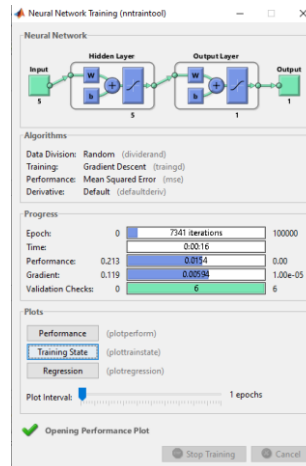 Neural Network Training (nntraintool)
Neural Network
Hidden Layer
Output Layer
Input
Output
W
W
b
b
5
1
5
1
Algorithms
Data Division: Random (dividerand)
Training: Gradient Descent (traingd)
Performance: Mean Squared Error (mse)
Derivative: Default (defaultderiv)
Progress
Epoch: 0 7341 iterations 100000
Time: 0:00:16
Performance: 0.213 0.0154 0.00
Gradient: 0.119 0.00594 1.00e-05
Validation Checks: 0 6 6
Plots
Performance (plotperform)
Training State (plottrainstate)
Regression (plotregression)
Plot Interval: 1 epochs
Opening Performance Plot
Stop Training Cancel